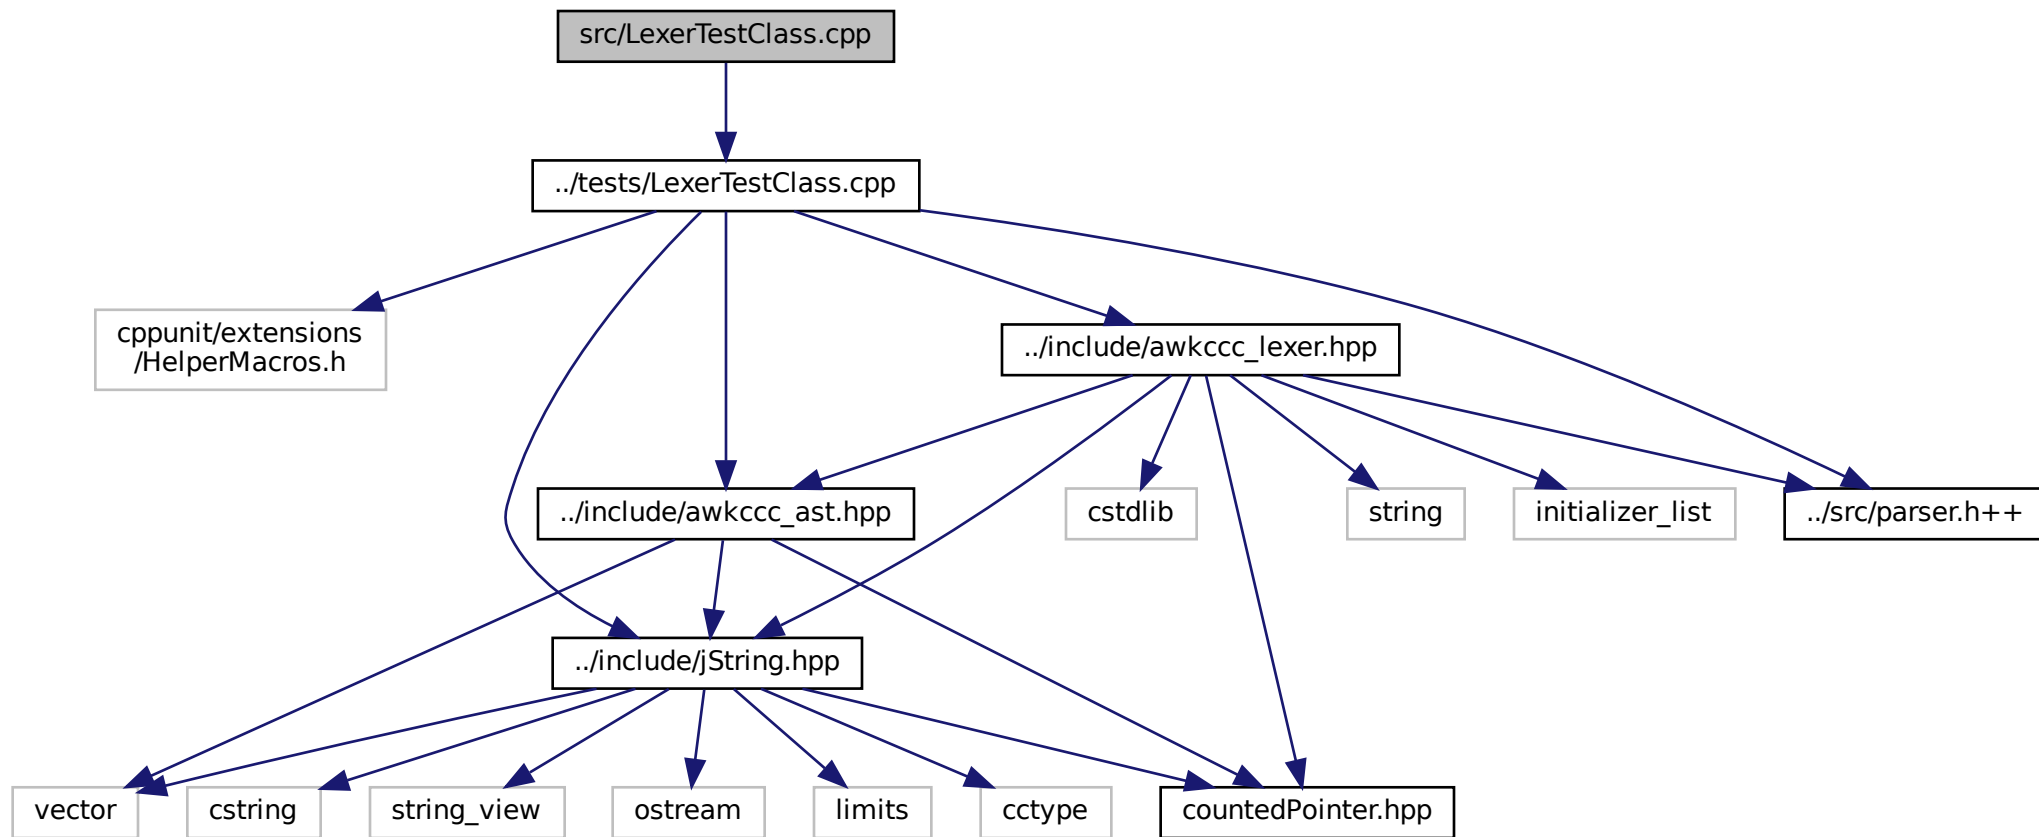 src/LexerTestClass.cpp
../tests/LexerTestClass.cpp
cppunit/extensions
/HelperMacros.h
../include/awkccc_lexer.hpp
../include/awkccc_ast.hpp
cstdlib
string
initializer_list
../src/parser.h++
../include/jString.hpp
vector
cstring
string_view
ostream
limits
cctype
countedPointer.hpp